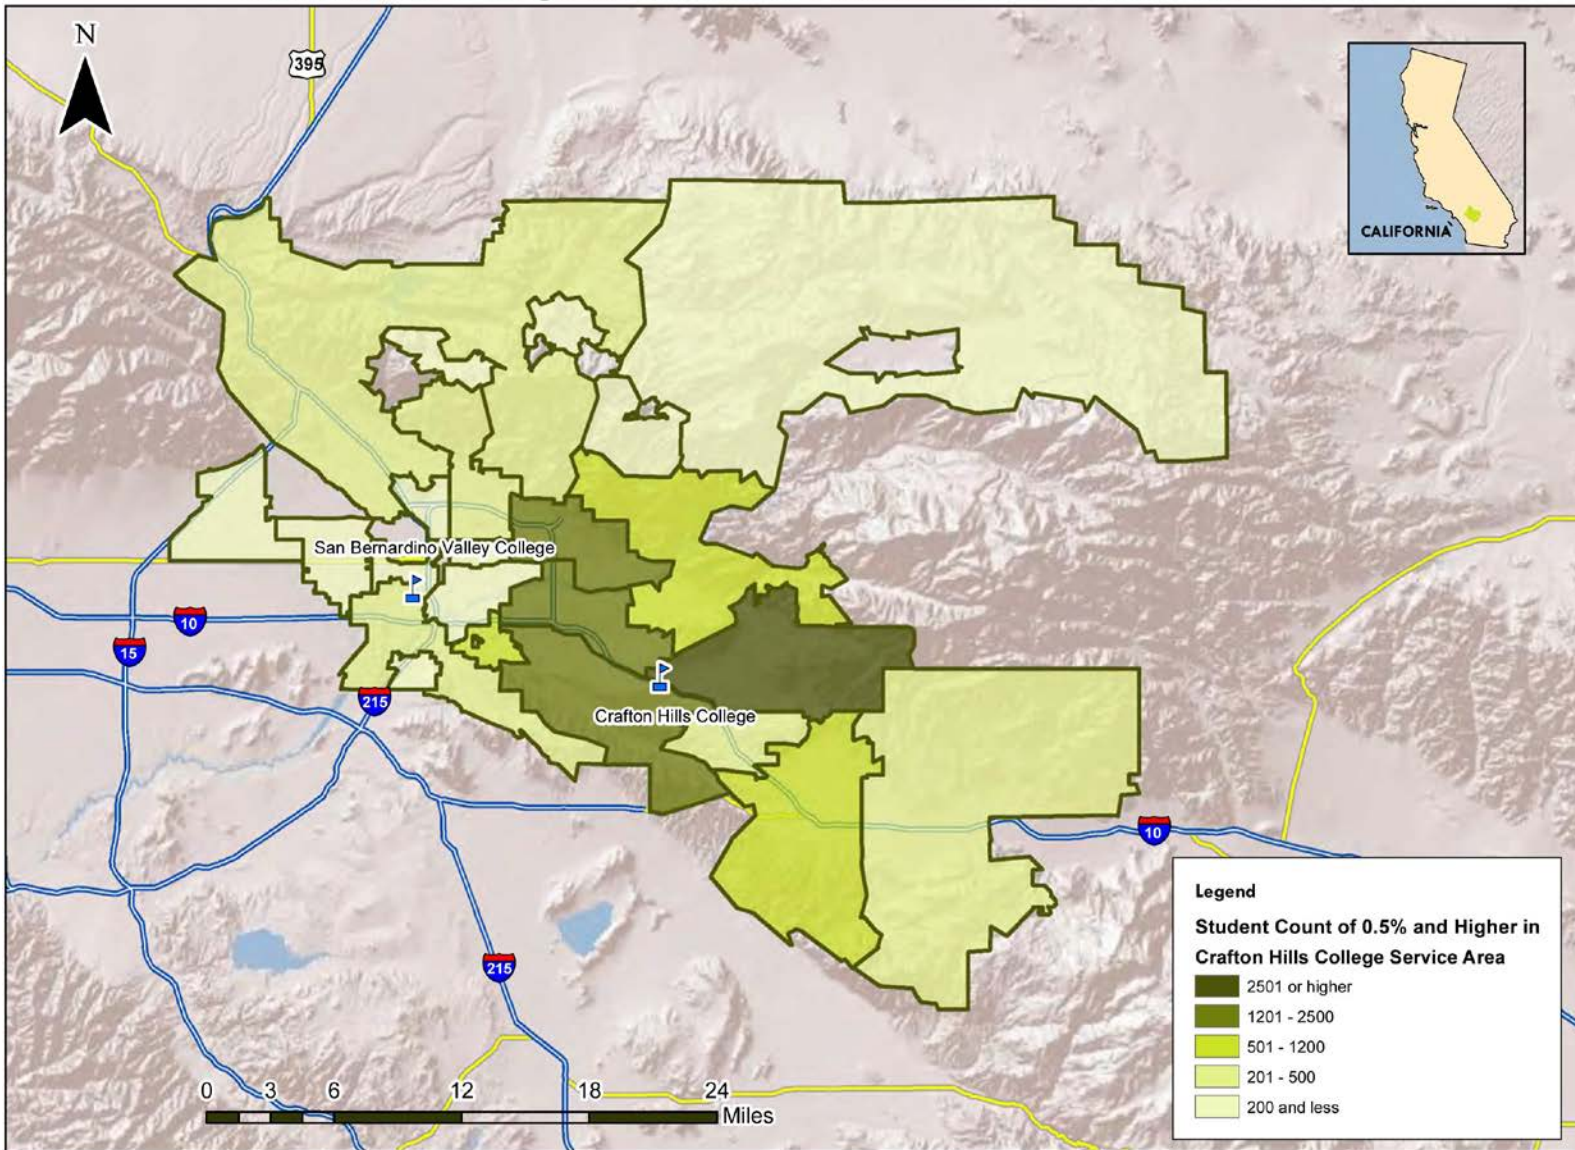 N
395
CALIFORNIA
San Bernardino Valley College
10
15
215
Crafton Hills College
10
215
0 3 6 12 18 24
Miles
Legend
Student Count of 0.5% and Higher in
Crafton Hills College Service Area
2501 or higher
1201 - 2500
501 - 1200
201 - 500
200 and less